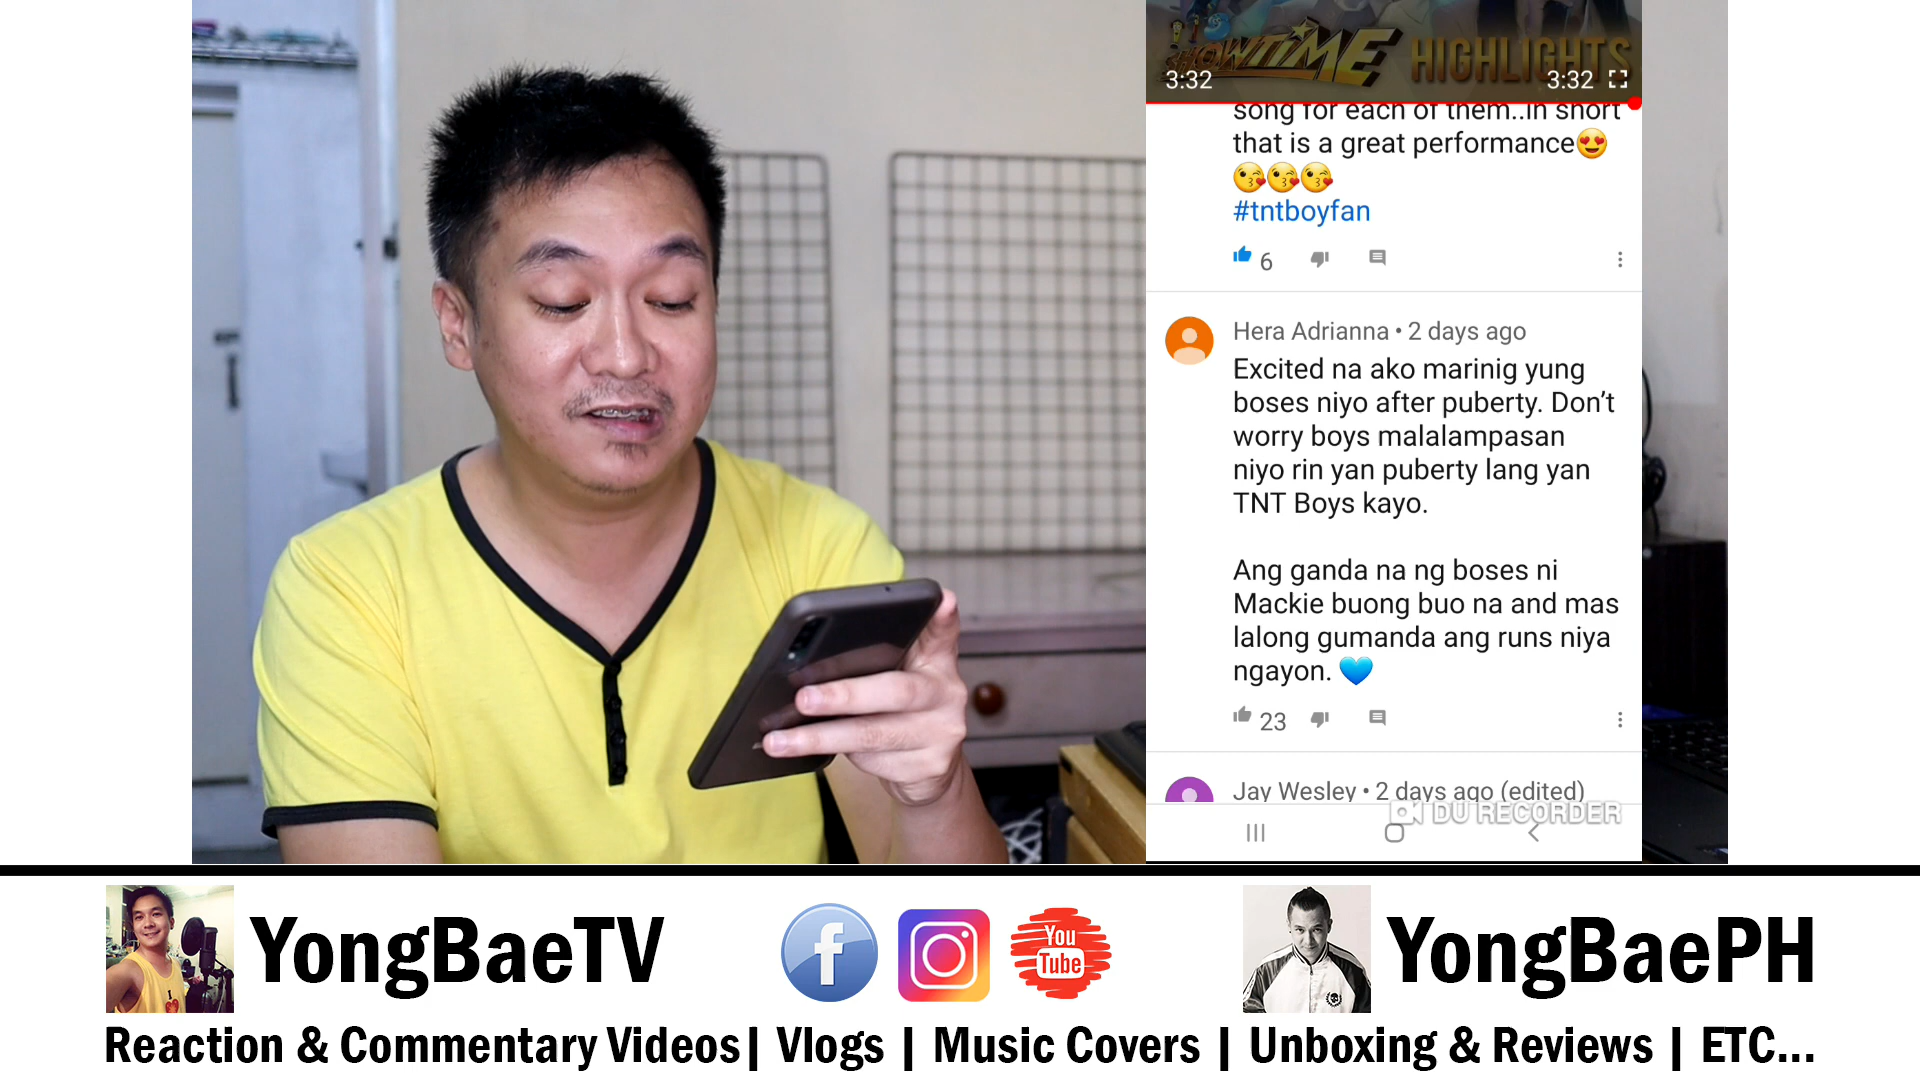 SHOWTIME HIGHLIGHTS
3:32 3:32
song for each of them..in short
that is a great performance😍
😘😘😘
#tntboyfan
6
Hera Adrianna • 2 days ago
Excited na ako marinig yung
boses niyo after puberty. Don’t
worry boys malalampasan
niyo rin yan puberty lang yan
TNT Boys kayo.
Ang ganda na ng boses ni
Mackie buong buo na and mas
lalong gumanda ang runs niya
ngayon. 💙
23
Jay Wesley • 2 days ago (edited)
DU RECORDER
YongBaeTV
f
You
Tube
YongBaePH
Reaction & Commentary Videos| Vlogs | Music Covers | Unboxing & Reviews | ETC...